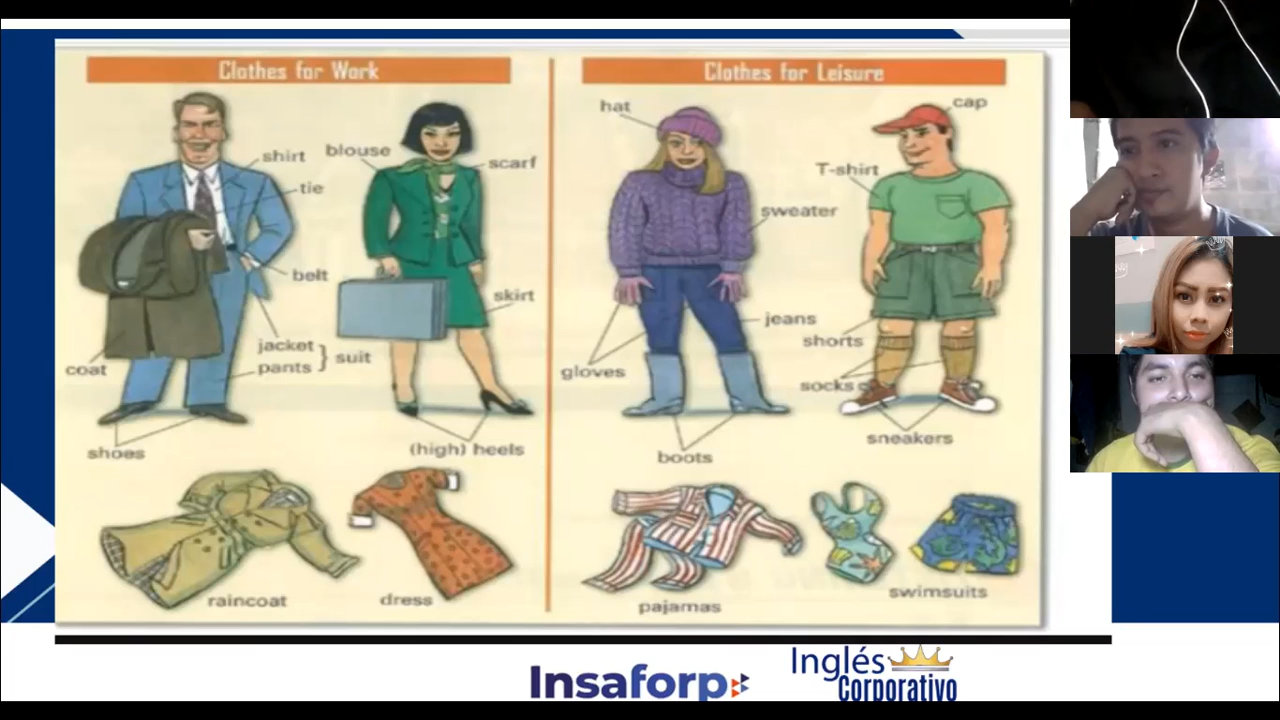 Clothes for Work
shirt
blouse
scarf
tie
belt
skirt
jacket
pants
suit
coat
shoes
(high) heels
raincoat
dress
Clothes for Leisure
hat
cap
T-shirt
sweater
jeans
shorts
gloves
socks
sneakers
boots
pajamas
swimsuits
Insaforp
Inglés
Corporativo